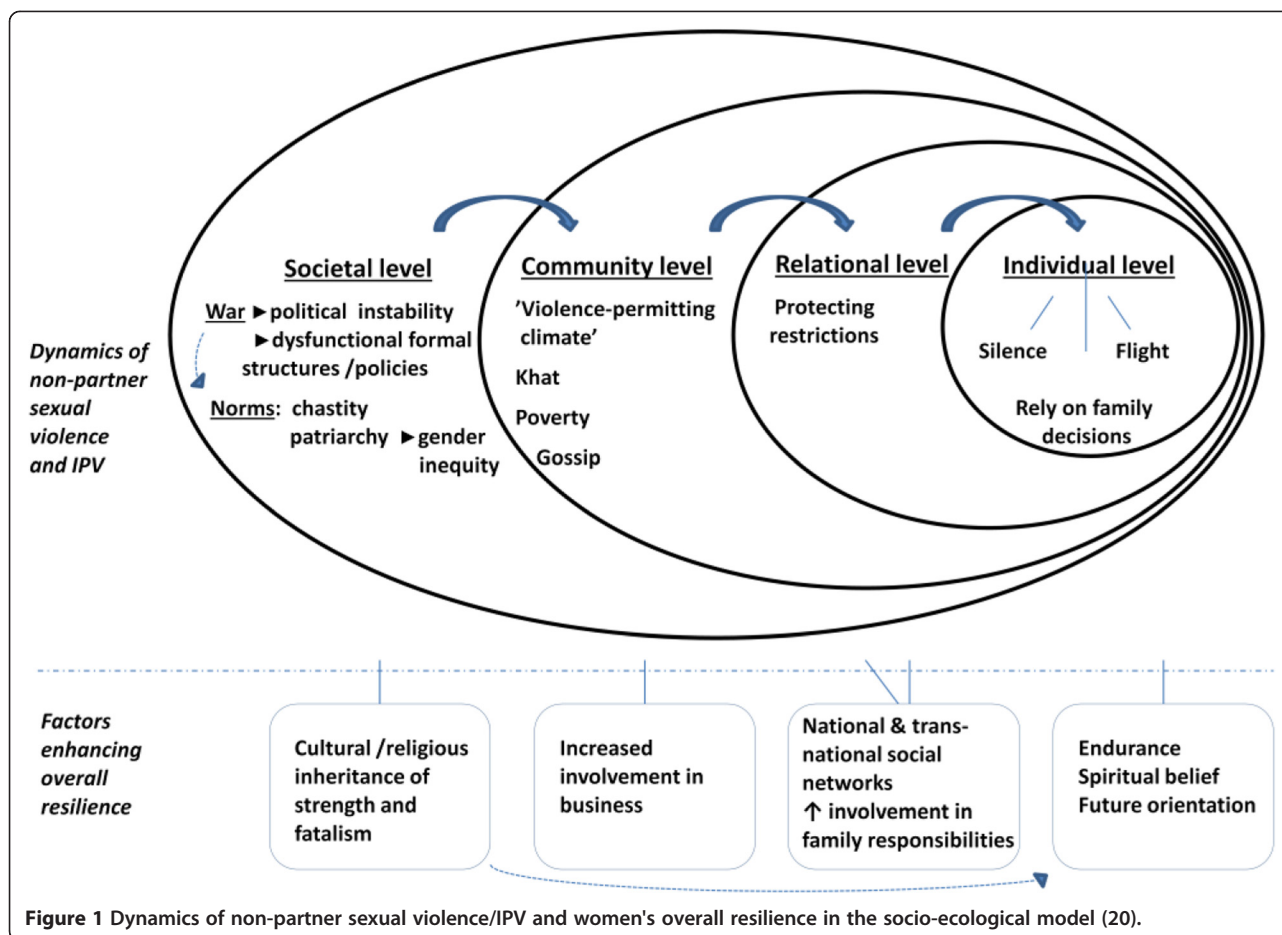 Dynamics of
non-partner
sexual
violence
and IPV
Societal level
War ►political instability
►dysfunctional formal
structures /policies
Norms: chastity
patriarchy ►gender
inequity
Community level
’Violence-permitting
climate’
Khat
Poverty
Gossip
Relational level
Protecting
restrictions
Individual level
Silence
Flight
Rely on family
decisions
Factors
enhancing
overall
resilience
Cultural /religious
inheritance of
strength and
fatalism
Increased
involvement in
business
National & trans-
national social
networks
↑ involvement in
family responsibilities
Endurance
Spiritual belief
Future orientation
Figure 1 Dynamics of non-partner sexual violence/IPV and women's overall resilience in the socio-ecological model (20).